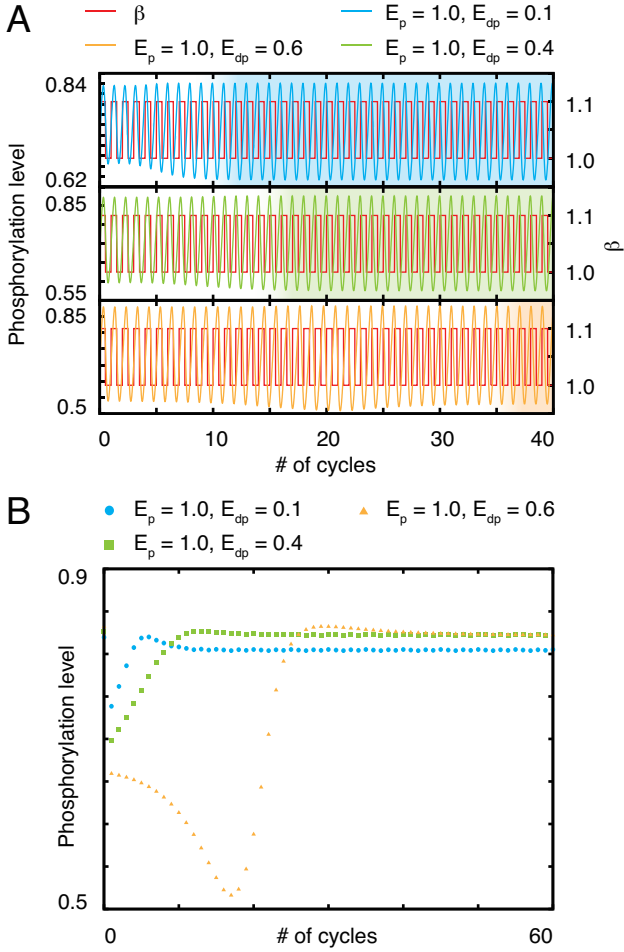 A
β
E_p = 1.0, E_dp = 0.1
E_p = 1.0, E_dp = 0.6
E_p = 1.0, E_dp = 0.4
Phosphorylation level
0.84
0.62
1.1
1.0
0.85
0.55
1.1
1.0
0.85
0.5
1.1
1.0
β
0 10 20 30 40
# of cycles
B
E_p = 1.0, E_dp = 0.1
E_p = 1.0, E_dp = 0.6
E_p = 1.0, E_dp = 0.4
Phosphorylation level
0.9
0.5
0 60
# of cycles